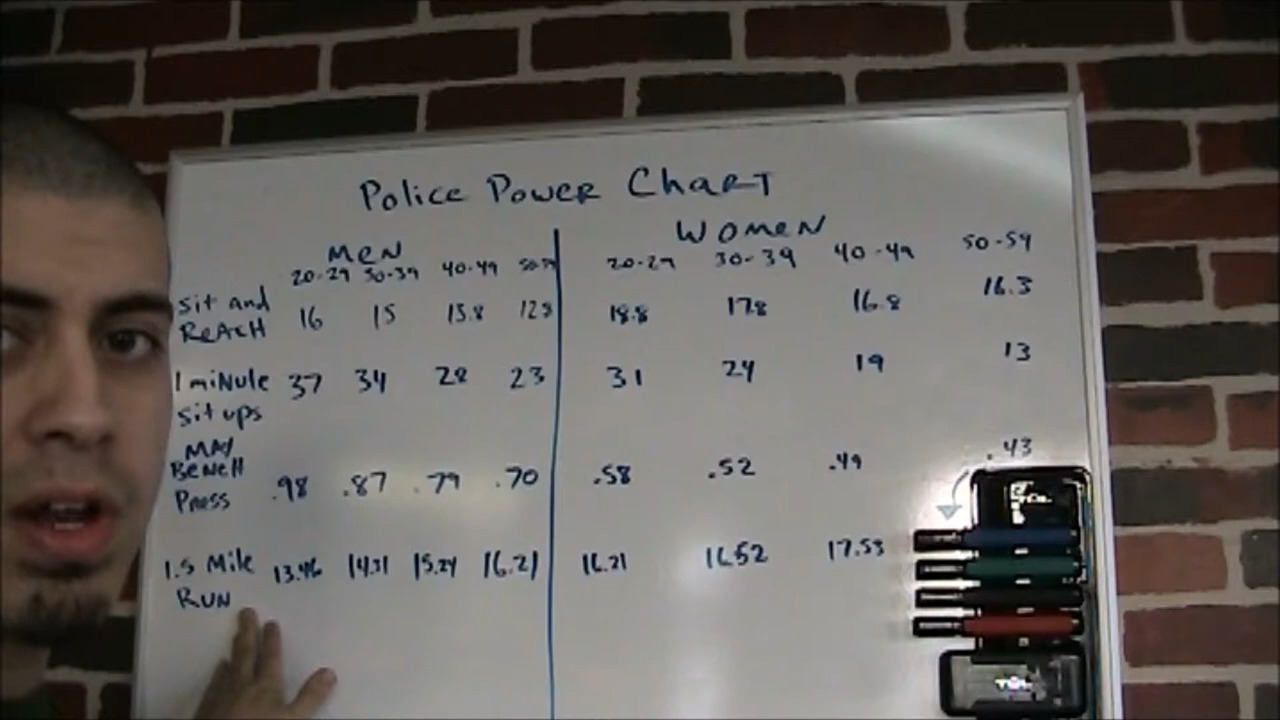 Police Power Chart
Men Women
20-29 30-39 40-49 50-59 20-29 30-39 40-49 50-59
Sit and
Reach 16 15 15.8 12.8 18.8 17.8 16.8 16.3
1 minute 37 34 28 23 31 24 19 13
sit ups
Max
Bench
Press .98 .87 .79 .70 .58 .52 .49 .43
1.5 Mile 13.46 14.31 15.24 16.21 16.21 16.52 17.53
Run